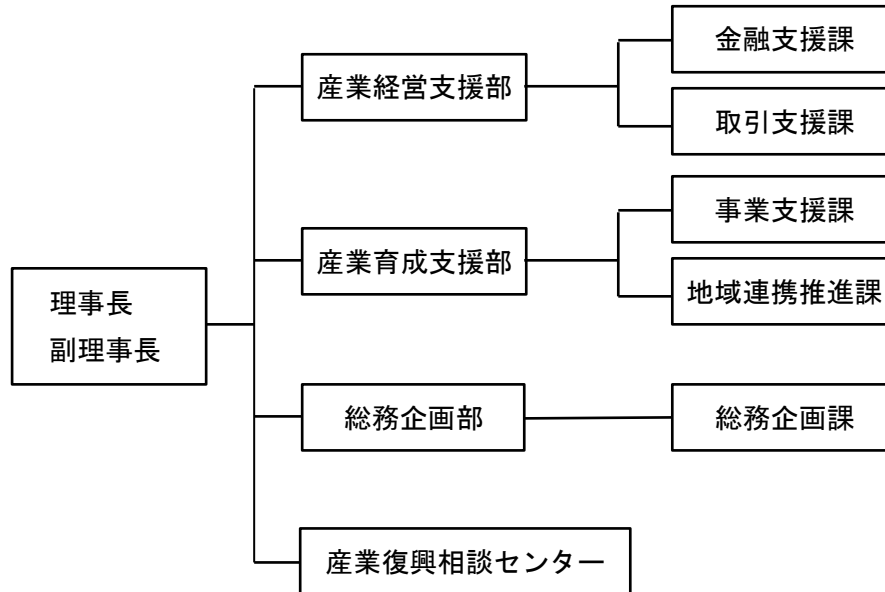 金融支援課
産業経営支援部
取引支援課
事業支援課
産業育成支援部
地域連携推進課
理事長
副理事長
総務企画部
総務企画課
産業復興相談センター